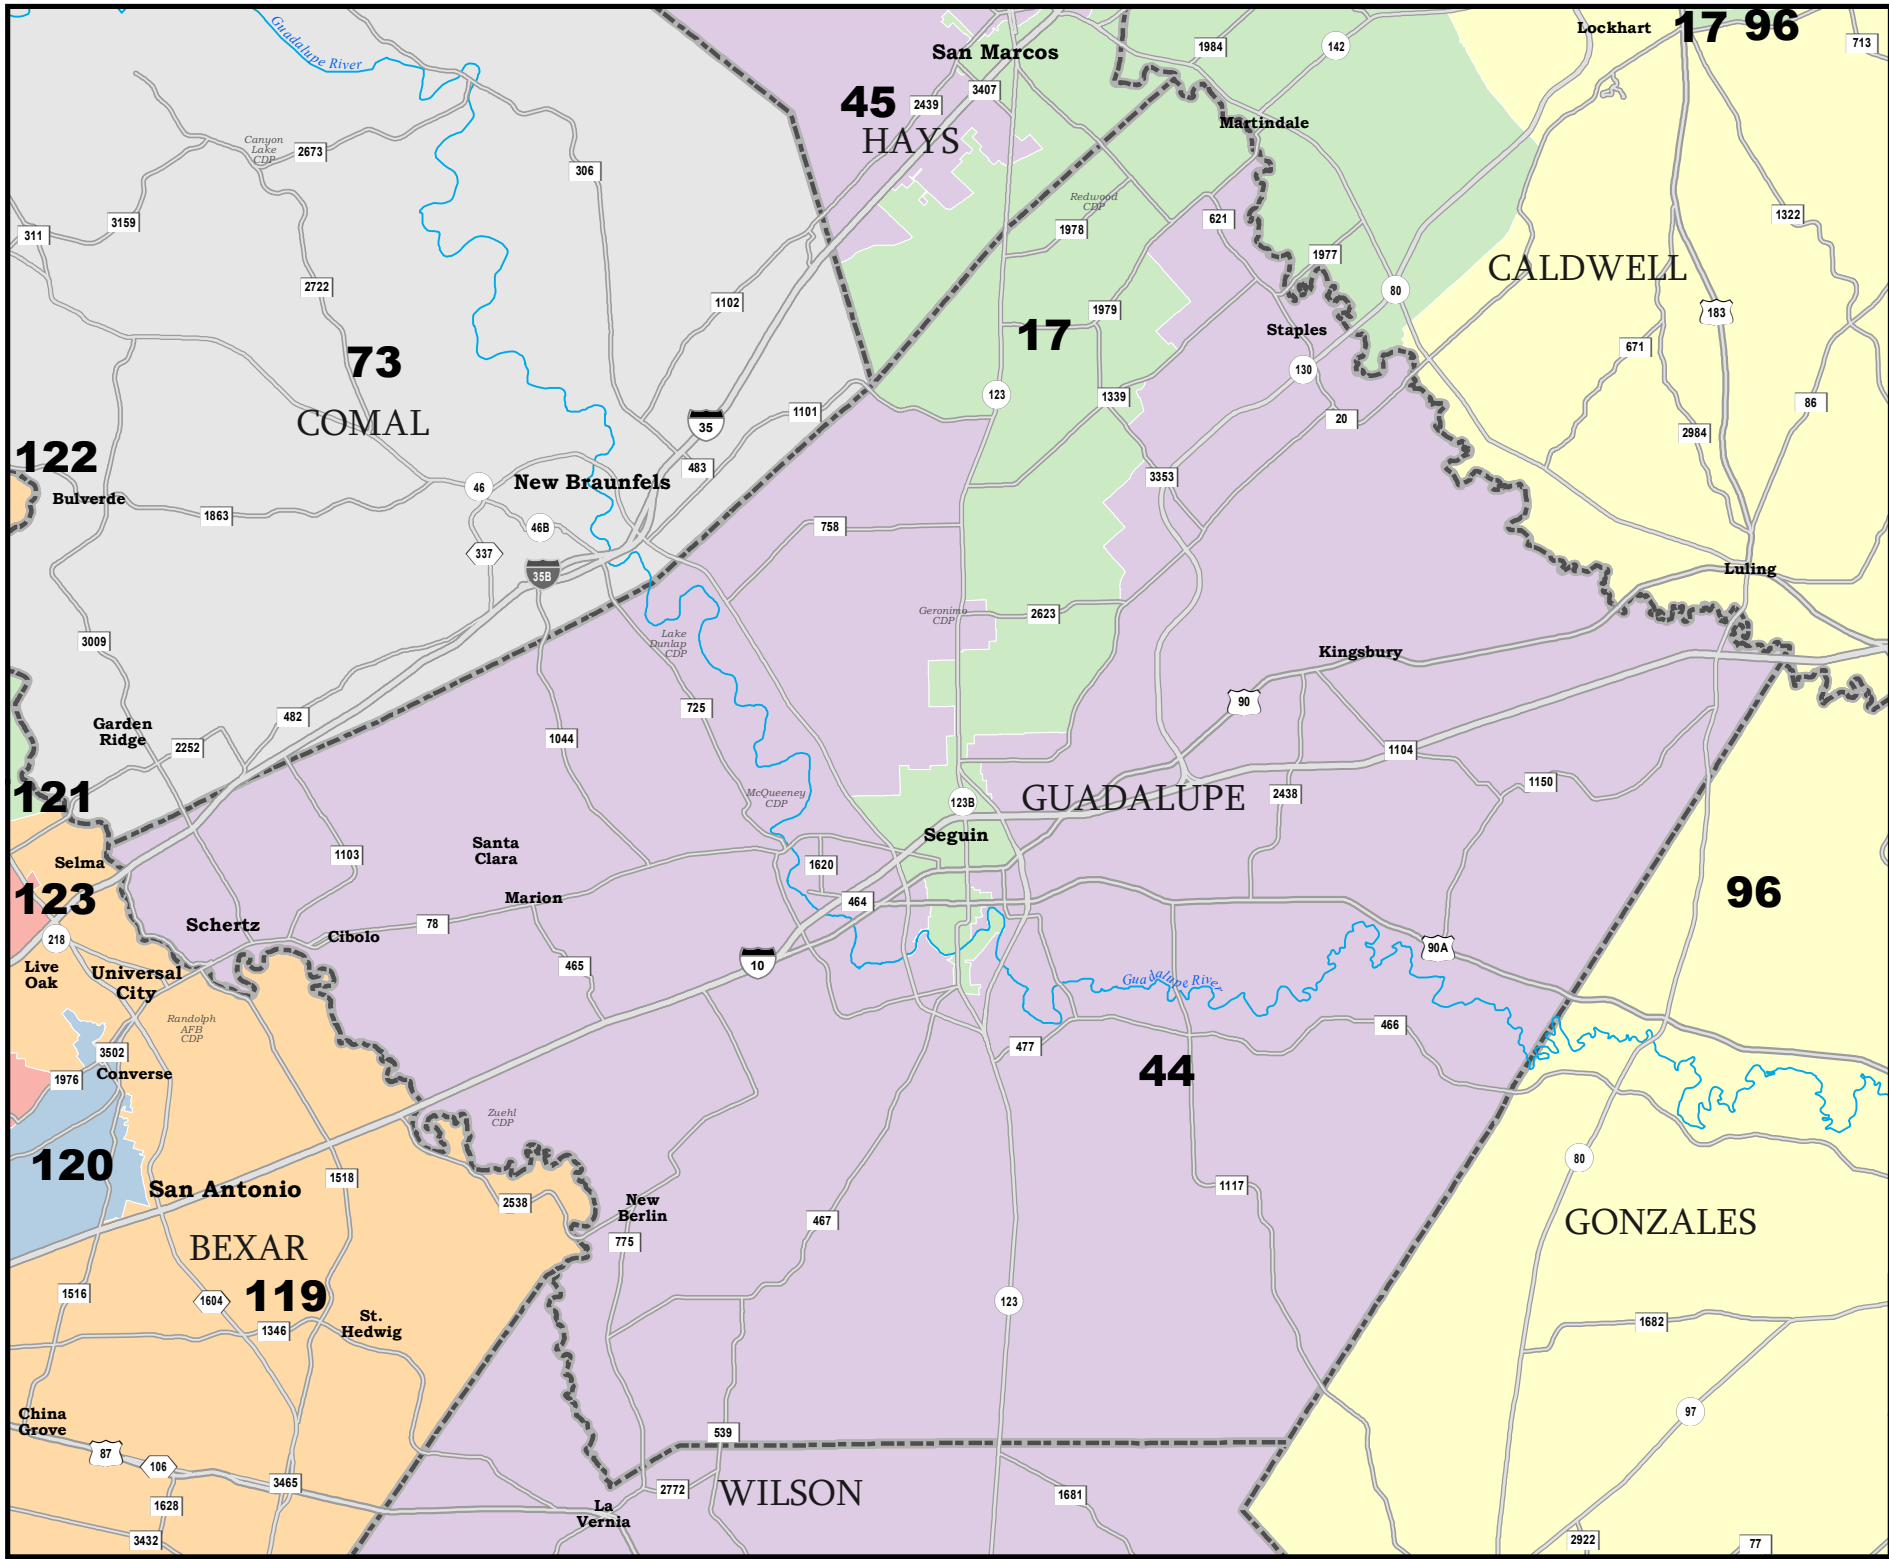 Guadalupe River
San Marcos
1984
142
Lockhart
17 96
713
45
2439
3407
HAYS
Martindale
Canyon
Lake
CDP
2673
306
Redwood
CDP
1978
621
1977
1322
311
3159
CALDWELL
2722
1102
80
1979
17
Staples
183
671
73
COMAL
130
123
1339
20
86
2984
35
1101
122
Bulverde
46
New Braunfels
483
3353
1863
46B
758
337
35B
Luling
Geronimo
CDP
2623
3009
Lake
Dunlap
CDP
Kingsbury
725
90
482
Garden
Ridge
2252
1044
1104
1150
121
McQueeney
CDP
123B
GUADALUPE
2438
Seguin
Selma
1103
Santa
Clara
1620
123
Marion
464
96
Schertz
78
Cibolo
218
90A
Live
Oak
Universal
City
465
10
Guadalupe River
Randolph
AFB
CDP
466
3502
477
1976
Converse
44
Zuehl
CDP
120
San Antonio
1518
2538
New
Berlin
80
1117
467
775
GONZALES
BEXAR
1516
1604
119
123
1346
St.
Hedwig
1682
China
Grove
97
87
106
539
3465
2772
WILSON
1681
1628
La
Vernia
3432
2922
77